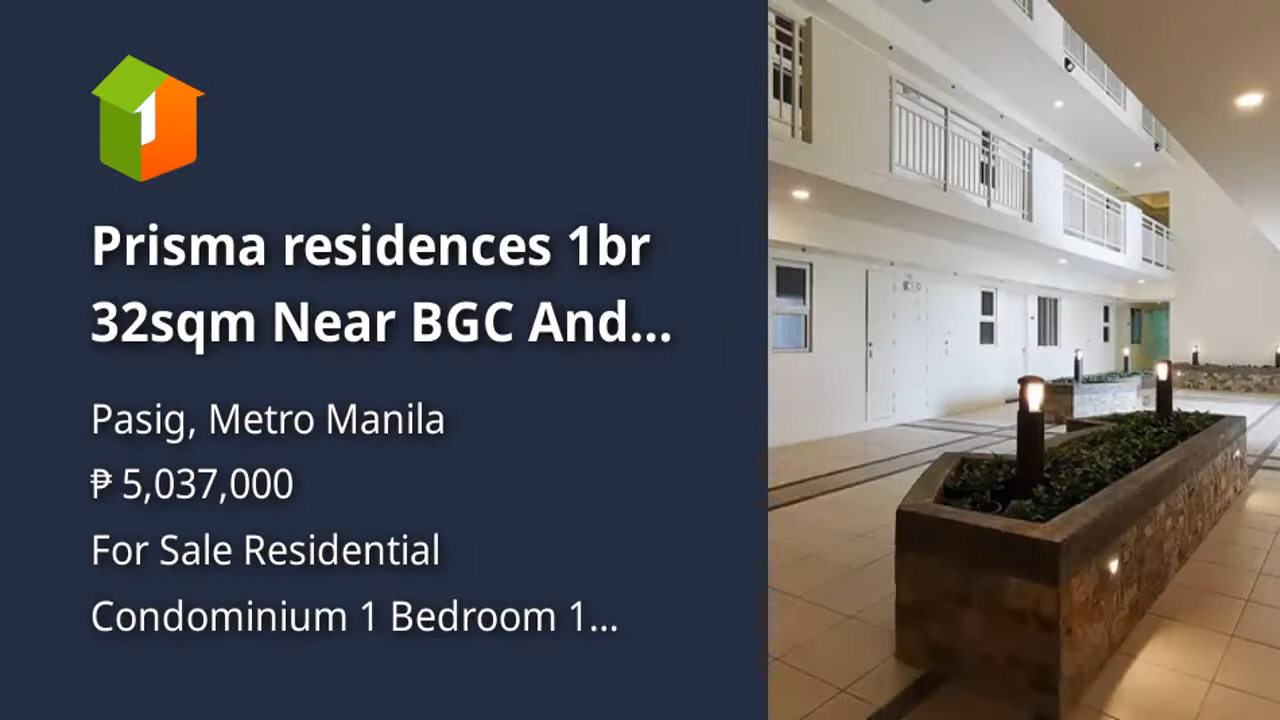 Prisma residences 1br
32sqm Near BGC And...
Pasig, Metro Manila
₱ 5,037,000
For Sale Residential
Condominium 1 Bedroom 1...